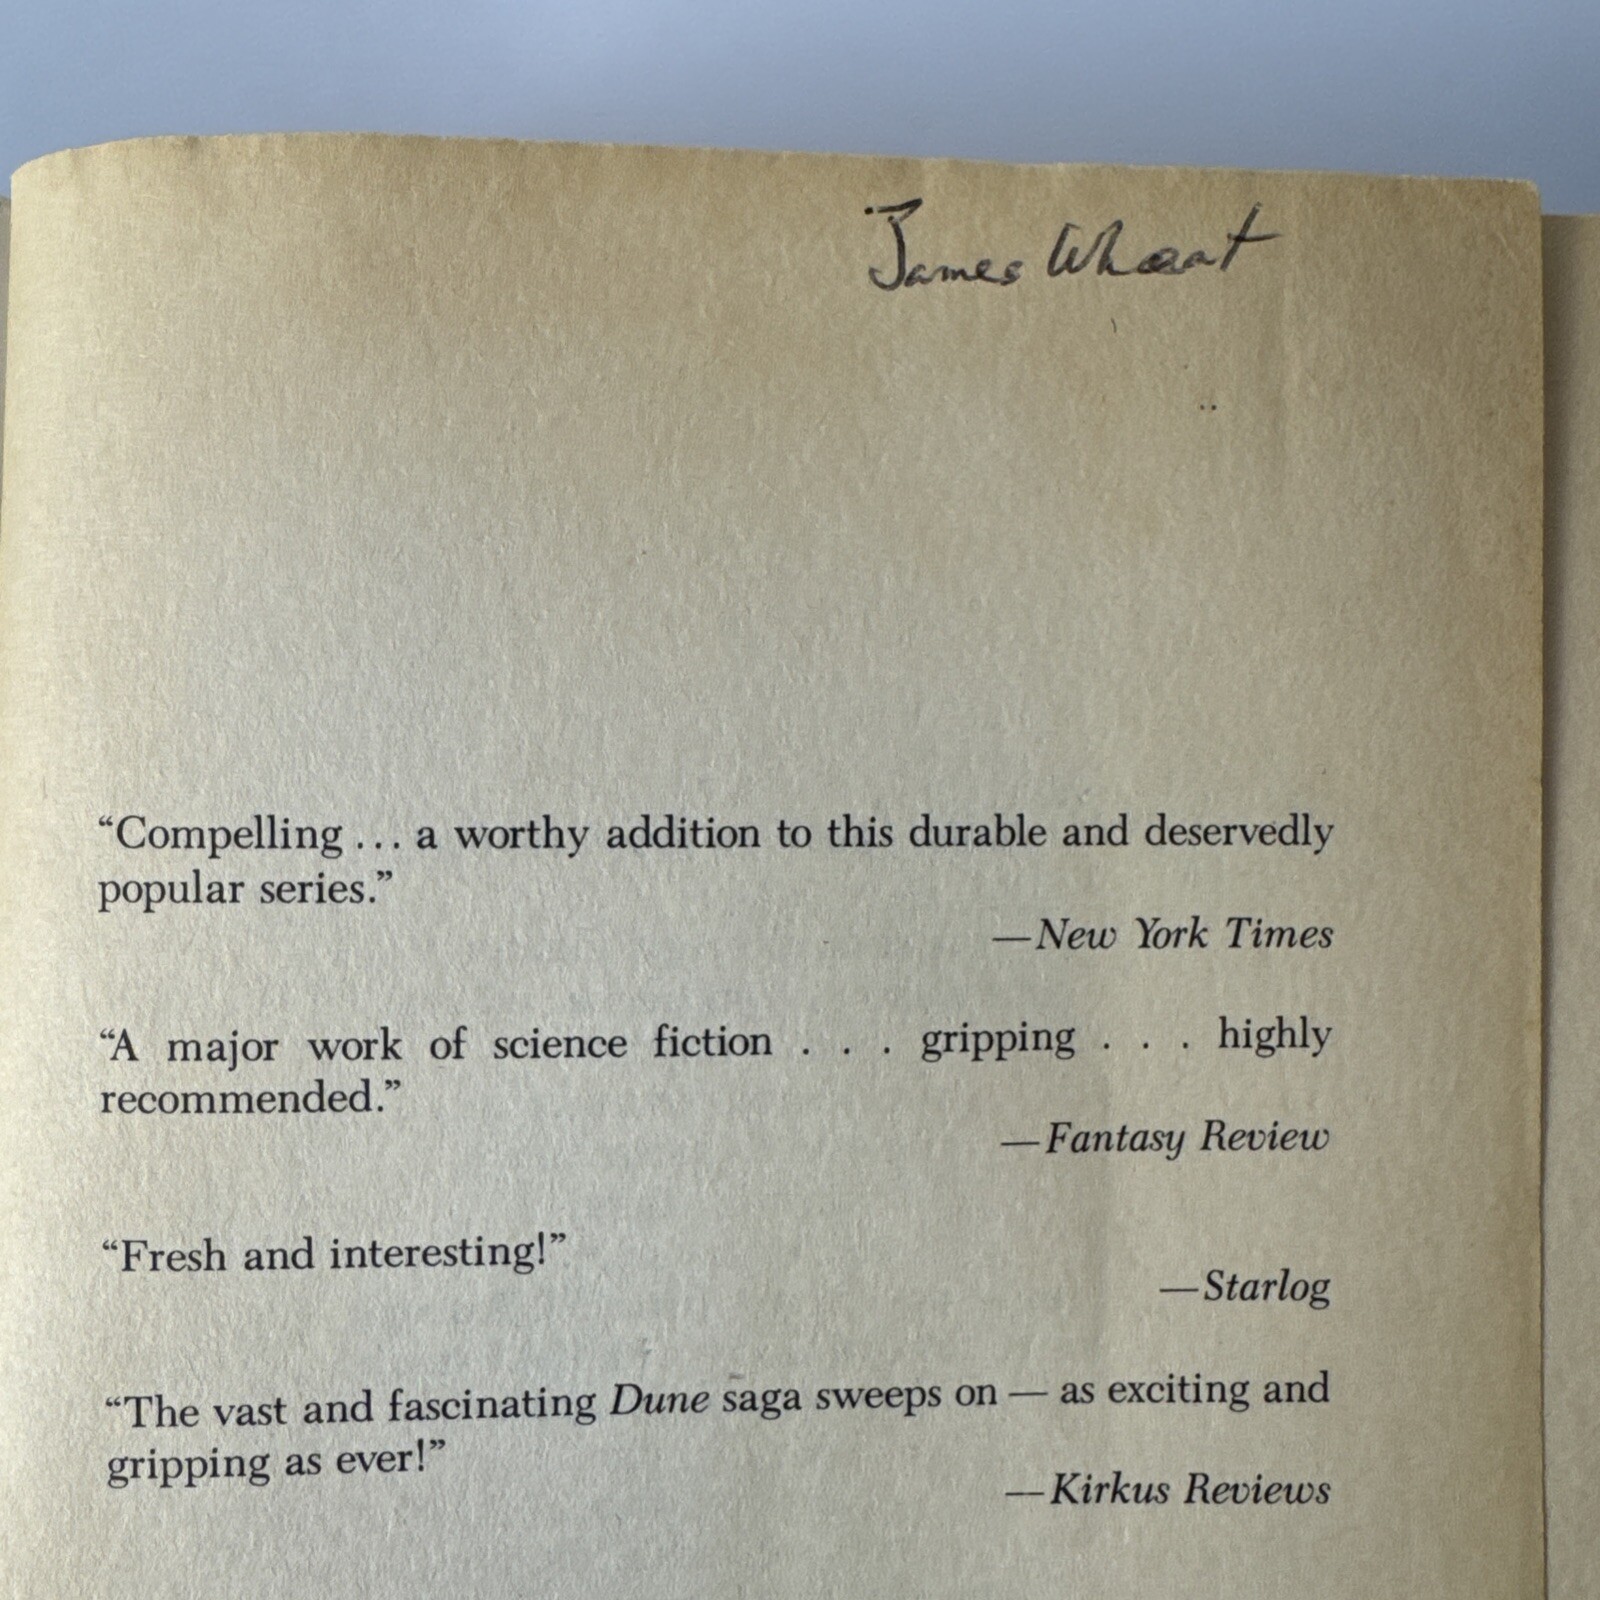 James Wheat
“Compelling . . . a worthy addition to this durable and deservedly
popular series.”
—New York Times
“A major work of science fiction . . . gripping . . . highly
recommended.”
—Fantasy Review
“Fresh and interesting!”
—Starlog
“The vast and fascinating Dune saga sweeps on — as exciting and
gripping as ever!”
—Kirkus Reviews